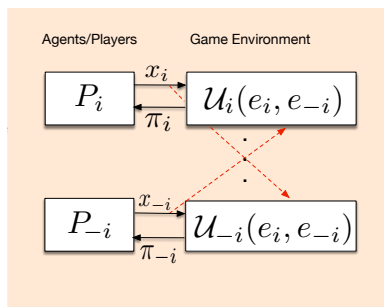 Agents/Players Game Environment
x_i
P_i 𝒰_i(e_i, e_{-i})
π_i
x_{-i}
P_{-i} 𝒰_{-i}(e_i, e_{-i})
π_{-i}